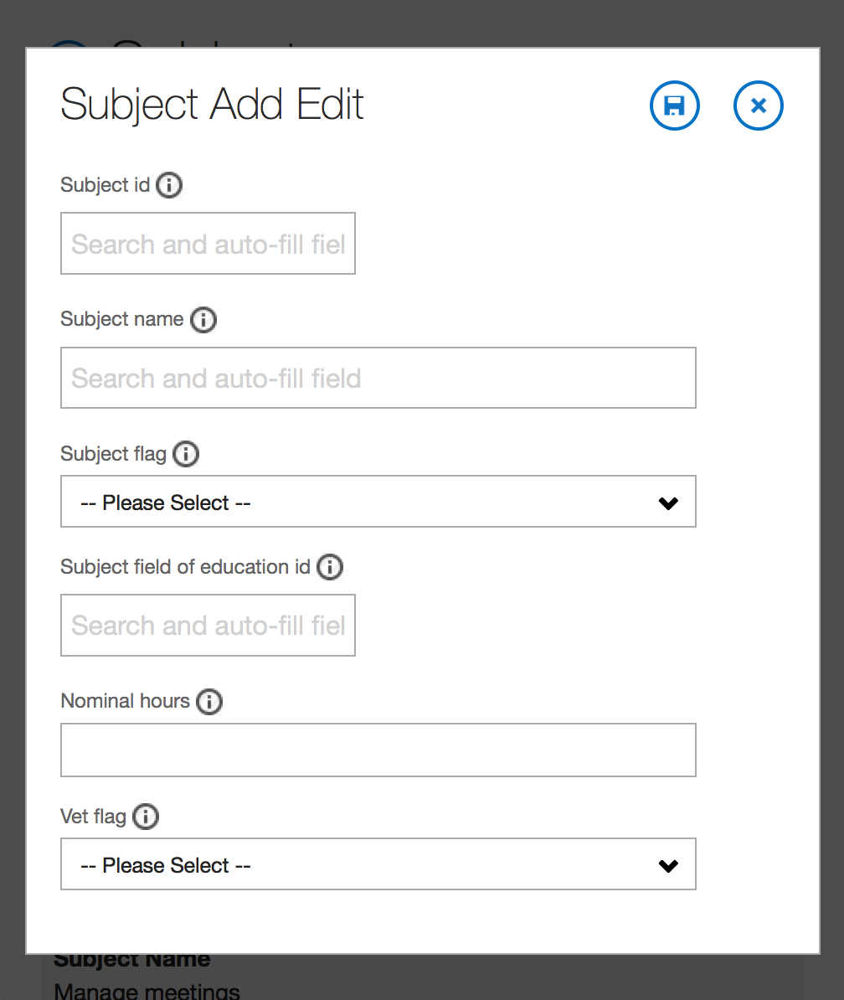 Subject Add Edit
Subject id
Search and auto-fill fiel
Subject name
Search and auto-fill field
Subject flag
-- Please Select --
Subject field of education id
Search and auto-fill fiel
Nominal hours
Vet flag
-- Please Select --
Subject Name
Manage meetings